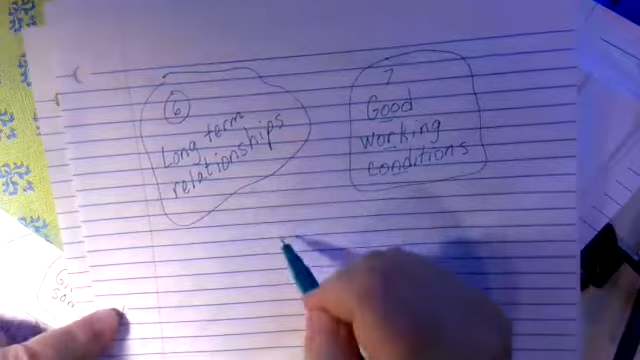 6
Long term
relationships
7
Good
working
conditions